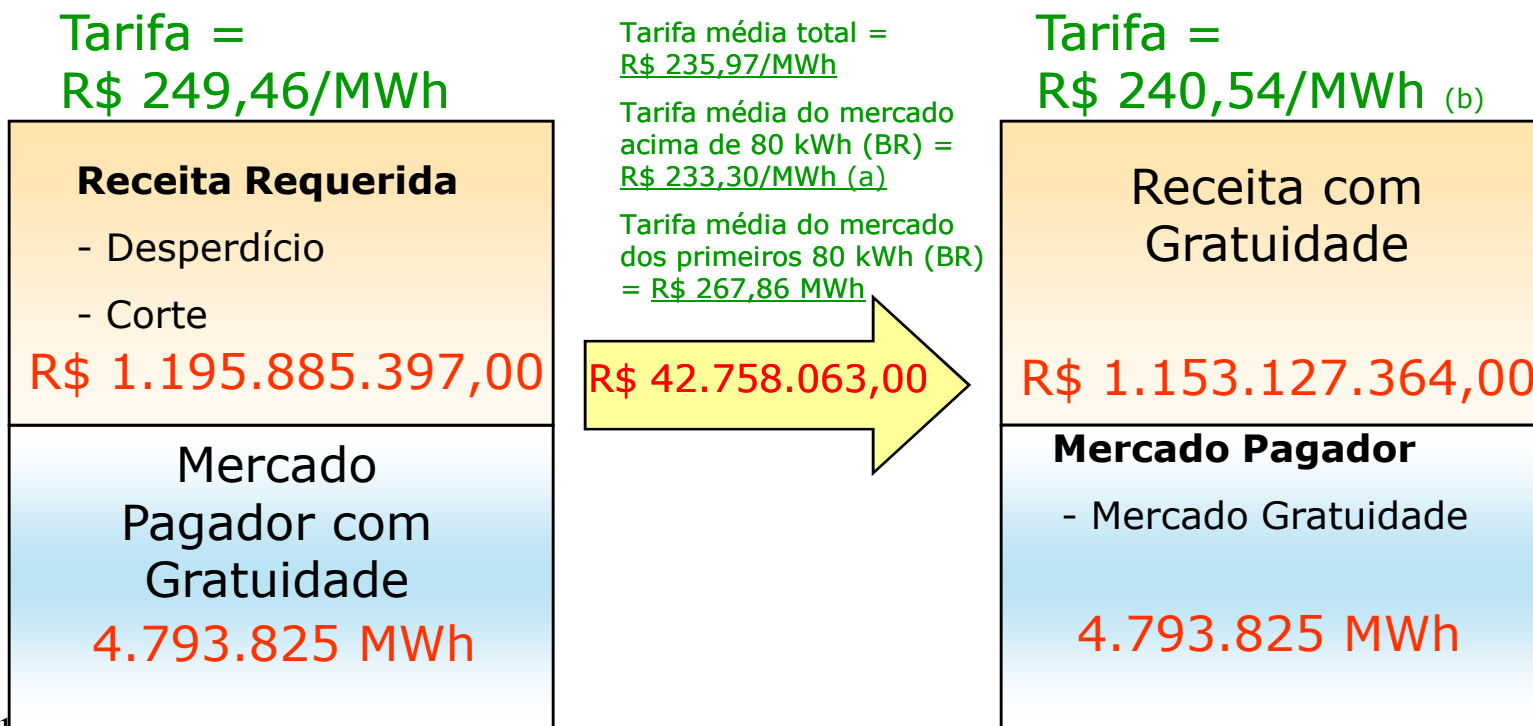 Tarifa =
R$ 249,46/MWh
Receita Requerida
- Desperdício
- Corte
R$ 1.195.885.397,00
Mercado
Pagador com
Gratuidade
4.793.825 MWh
Tarifa média total =
R$ 235,97/MWh
Tarifa média do mercado
acima de 80 kWh (BR) =
R$ 233,30/MWh (a)
Tarifa média do mercado
dos primeiros 80 kWh (BR)
= R$ 267,86 MWh
R$ 42.758.063,00
Tarifa =
R$ 240,54/MWh (b)
Receita com
Gratuidade
R$ 1.153.127.364,00
Mercado Pagador
- Mercado Gratuidade
4.793.825 MWh